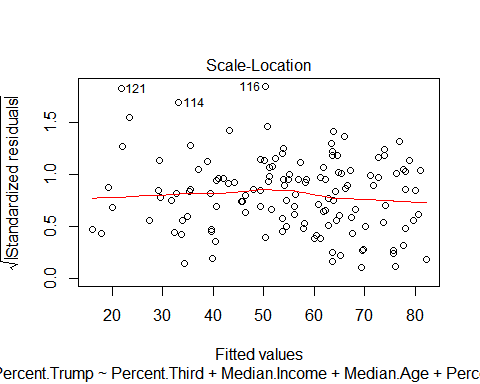 Scale-Location
√|Standardized residuals|
0.0 0.5 1.0 1.5
121
114
116
20 30 40 50 60 70 80
Fitted values
Percent.Trump ~ Percent.Third + Median.Income + Median.Age + Perc